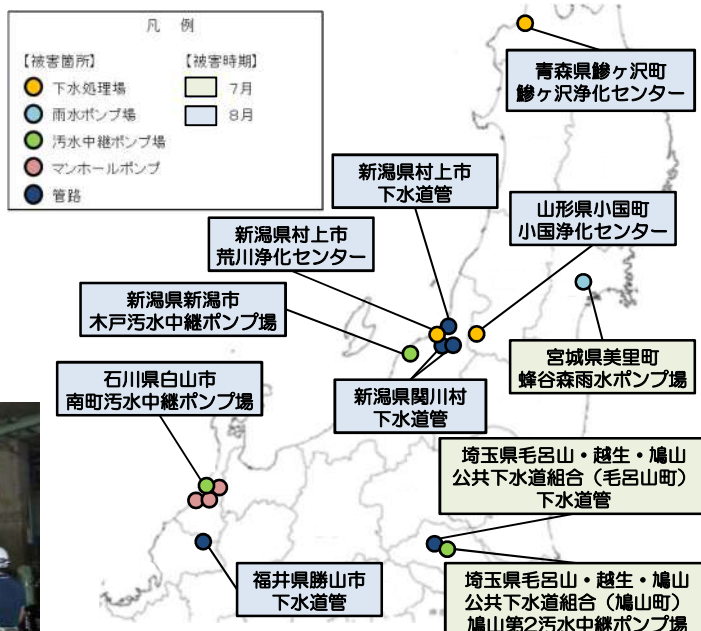 凡 例
【被害箇所】
下水処理場
雨水ポンプ場
汚水中継ポンプ場
マンホールポンプ
管路
【被害時期】
7月
8月
青森県鰺ヶ沢町
鰺ヶ沢浄化センター
新潟県村上市
下水道管
山形県小国町
小国浄化センター
新潟県村上市
荒川浄化センター
新潟県新潟市
木戸汚水中継ポンプ場
宮城県美里町
蜂谷森雨水ポンプ場
石川県白山市
南町汚水中継ポンプ場
新潟県関川村
下水道管
埼玉県毛呂山・越生・鳩山
公共下水道組合（毛呂山町）
下水道管
福井県勝山市
下水道管
埼玉県毛呂山・越生・鳩山
公共下水道組合（鳩山町）
鳩山第2汚水中継ポンプ場